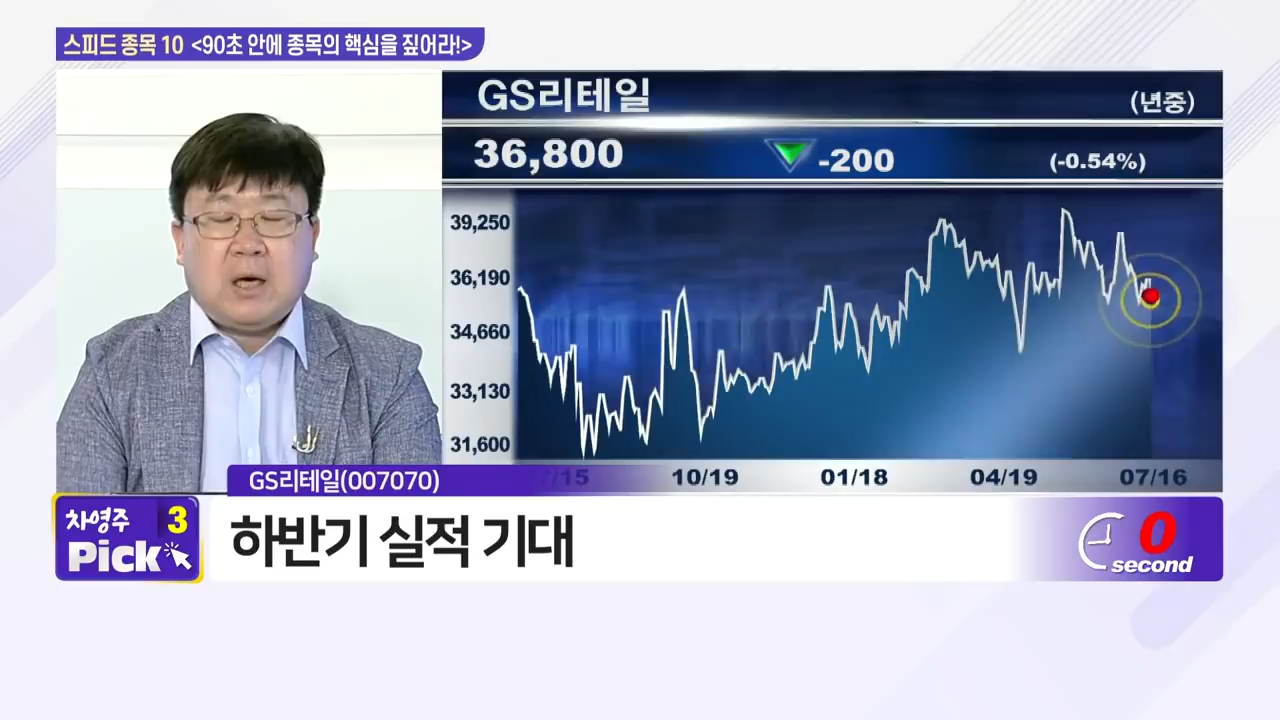 스피드 종목 10 <90초 안에 종목의 핵심을 짚어라!>
GS리테일
(년중)
36,800
-200
(-0.54%)
39,250
36,190
34,660
33,130
31,600
/15
10/19
01/18
04/19
07/16
GS리테일(007070)
차영주 3
Pick
하반기 실적 기대
0
second